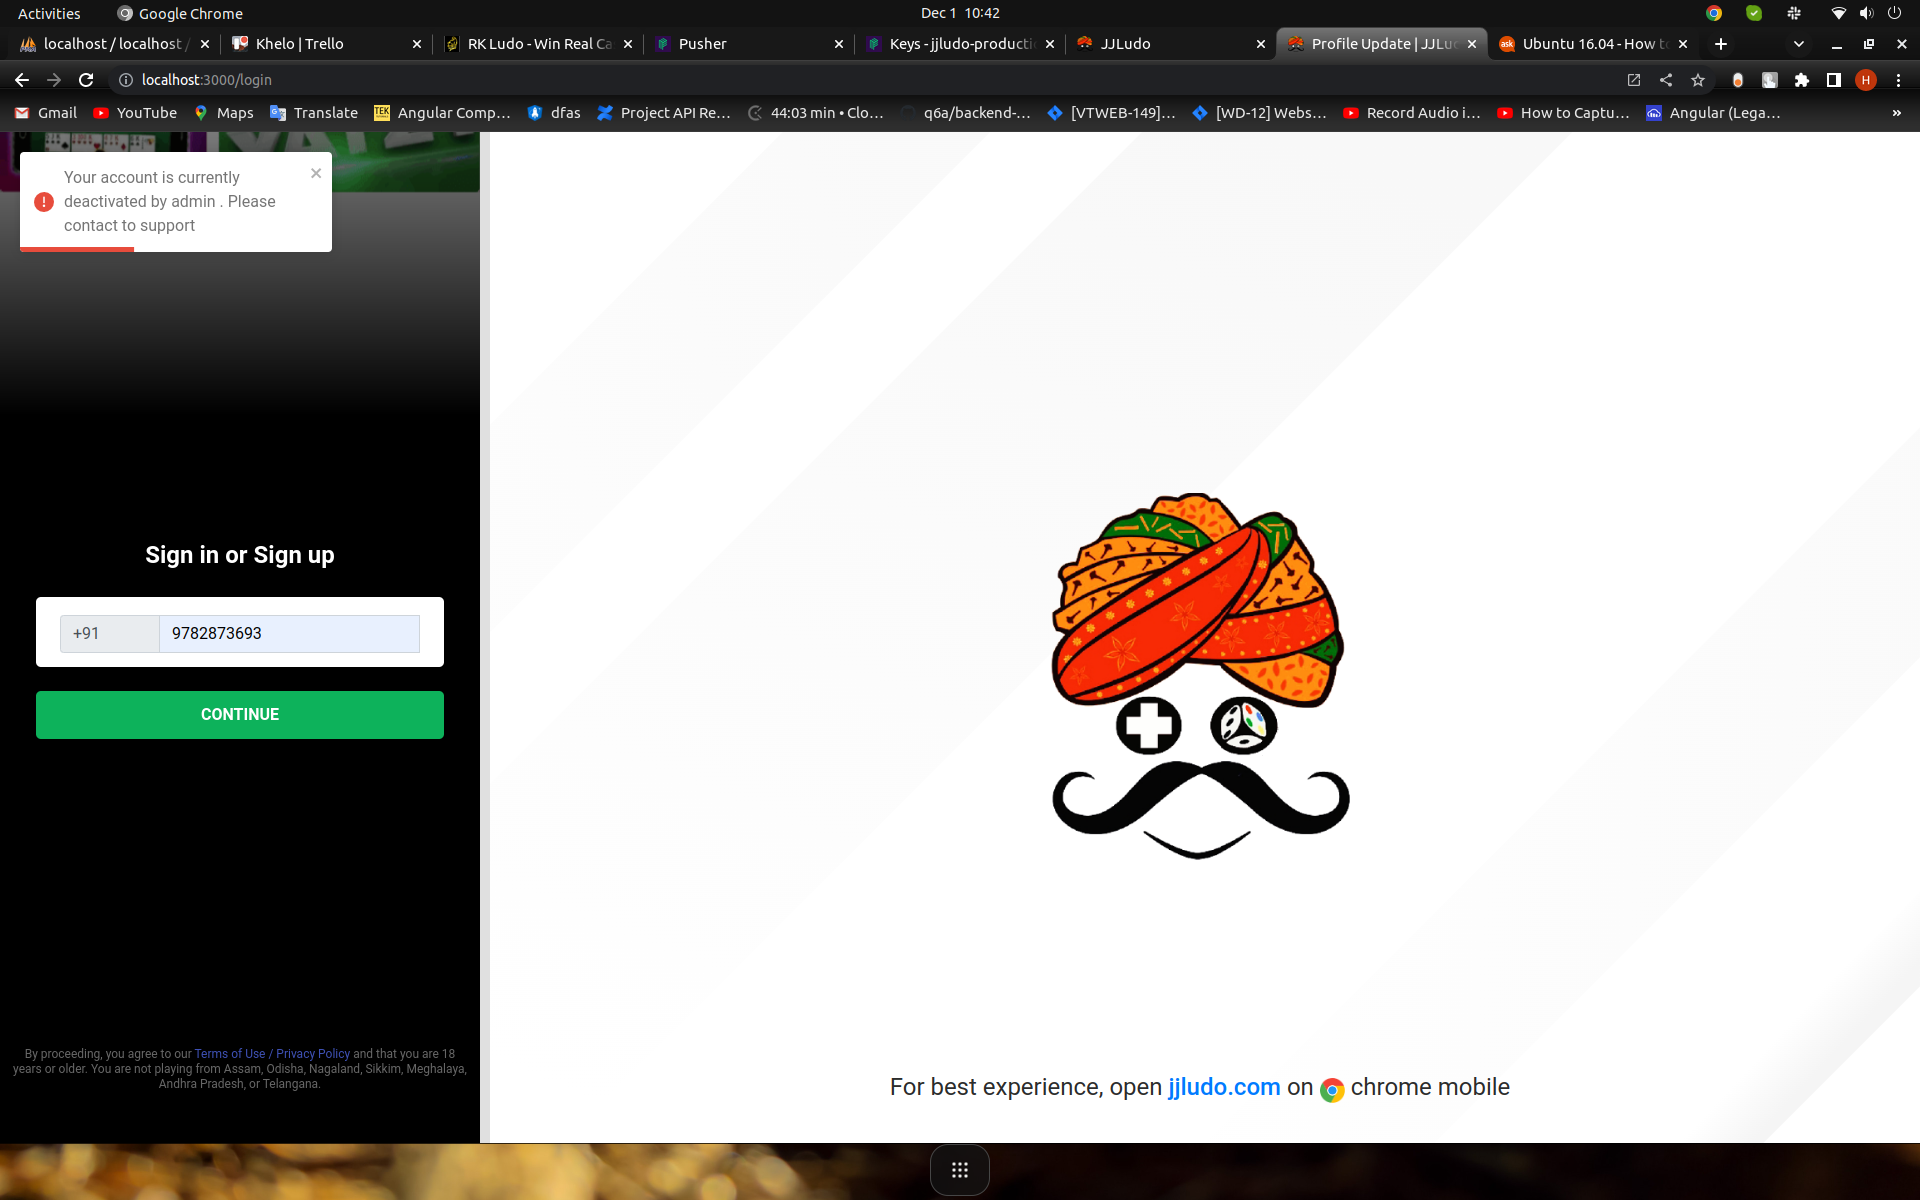 Activities
Google Chrome
Dec 1 10:42
localhost / localhost /
Khelo | Trello
RK Ludo - Win Real Ca
Pusher
Keys - jjludo-producti
JJLudo
Profile Update | JJLu
ask
Ubuntu 16.04 - How to
localhost:3000/login
H
Gmail
YouTube
Maps
Translate
TEK
Angular Comp...
dfas
Project API Re...
44:03 min • Clo...
q6a/backend-...
[VTWEB-149]...
[WD-12] Webs...
Record Audio i...
How to Captu...
Angular (Lega...
»
Your account is currently
deactivated by admin . Please
contact to support
Sign in or Sign up
+91
9782873693
CONTINUE
By proceeding, you agree to our Terms of Use / Privacy Policy and that you are 18
years or older. You are not playing from Assam, Odisha, Nagaland, Sikkim, Meghalaya,
Andhra Pradesh, or Telangana.
For best experience, open jjludo.com on chrome mobile